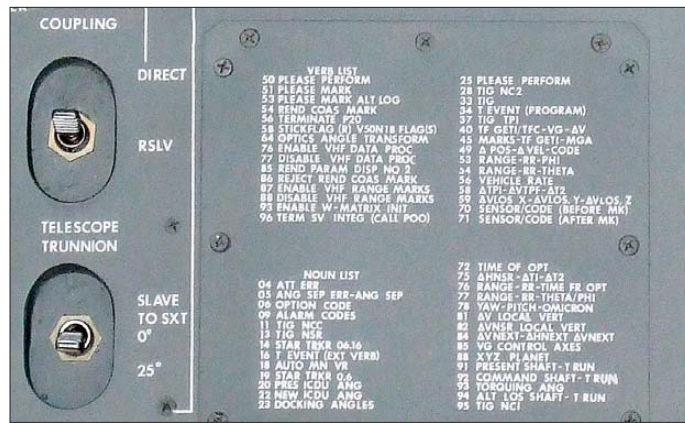 COUPLING
DIRECT
RSLV
TELESCOPE
TRUNNION
SLAVE
TO SXT
0°
25°
VERB LIST
50 PLEASE PERFORM
51 PLEASE MARK
53 PLEASE MARK ALT LOG
54 REND COAS MARK
56 TERMINATE P20
58 STICKFLAG (R) V50N18 FLAG(S)
64 OPTICS ANGLE TRANSFORM
76 ENABLE VHF DATA PROC
77 DISABLE VHF DATA PROC
85 REND PARAM DISP NO 2
86 REJECT REND COAS MARK
87 ENABLE VHF RANGE MARKS
88 DISABLE VHF RANGE MARKS
93 ENABLE W-MATRIX INIT
96 TERM SV INTEG (CALL POO)
NOUN LIST
04 ATT ERR
05 ANG SEP ERR-ANG SEP
06 OPTION CODE
09 ALARM CODES
11 TIG NCC
13 TIG NSR
14 STAR TRKR 06.16
16 T EVENT (EXT VERB)
18 AUTO MN VR
19 STAR TRKR 0.6
20 PRES ICDU ANG
22 NEW ICDU ANG
23 DOCKING ANGLES
25 PLEASE PERFORM
28 TIG NC2
33 TIG
34 T EVENT (PROGRAM)
37 TIG TPI
40 TF GETI/TFC-VG-ΔV
45 MARKS-TF GETI-MGA
49 Δ POS-Δ VEL-CODE
53 RANGE-RR-PHI
54 RANGE-RR-THETA
56 VEHICLE RATE
58 ΔTPI-ΔVTPF-ΔT2
59 ΔVLOS X-ΔVLOS, Y-ΔVLOS, Z
70 SENSOR/CODE (BEFORE MK)
71 SENSOR/CODE (AFTER MK)
72 TIME OF OPT
75 ΔHNSR-ΔTI-ΔT2
76 RANGE-RR-TIME FR OPT
77 RANGE-RR-THETA/PHI
78 YAW-PITCH-OMICRON
81 ΔV LOCAL VERT
82 ΔVNSR LOCAL VERT
84 ΔVNEXT-ΔHNEXT ΔVNEXT
85 VG CONTROL AXES
88 XYZ PLANET
91 PRESENT SHAFT-T RUN
92 COMMAND SHAFT-T RUN
93 TORQUING ANG
94 ALT LOS SHAFT-T RUN
95 TIG NCI